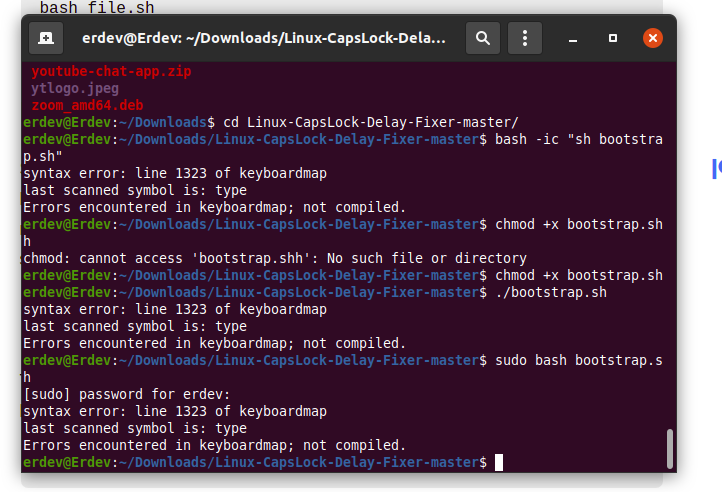 bash file.sh
erdev@Erdev: ~/Downloads/Linux-CapsLock-Dela...
youtube-chat-app.zip
ytlogo.jpeg
zoom_amd64.deb
erdev@Erdev:~/Downloads$ cd Linux-CapsLock-Delay-Fixer-master/
erdev@Erdev:~/Downloads/Linux-CapsLock-Delay-Fixer-master$ bash -ic "sh bootstra
p.sh"
syntax error: line 1323 of keyboardmap
last scanned symbol is: type
Errors encountered in keyboardmap; not compiled.
erdev@Erdev:~/Downloads/Linux-CapsLock-Delay-Fixer-master$ chmod +x bootstrap.sh
h
chmod: cannot access 'bootstrap.shh': No such file or directory
erdev@Erdev:~/Downloads/Linux-CapsLock-Delay-Fixer-master$ chmod +x bootstrap.sh
erdev@Erdev:~/Downloads/Linux-CapsLock-Delay-Fixer-master$ ./bootstrap.sh
syntax error: line 1323 of keyboardmap
last scanned symbol is: type
Errors encountered in keyboardmap; not compiled.
erdev@Erdev:~/Downloads/Linux-CapsLock-Delay-Fixer-master$ sudo bash bootstrap.s
h
[sudo] password for erdev:
syntax error: line 1323 of keyboardmap
last scanned symbol is: type
Errors encountered in keyboardmap; not compiled.
erdev@Erdev:~/Downloads/Linux-CapsLock-Delay-Fixer-master$